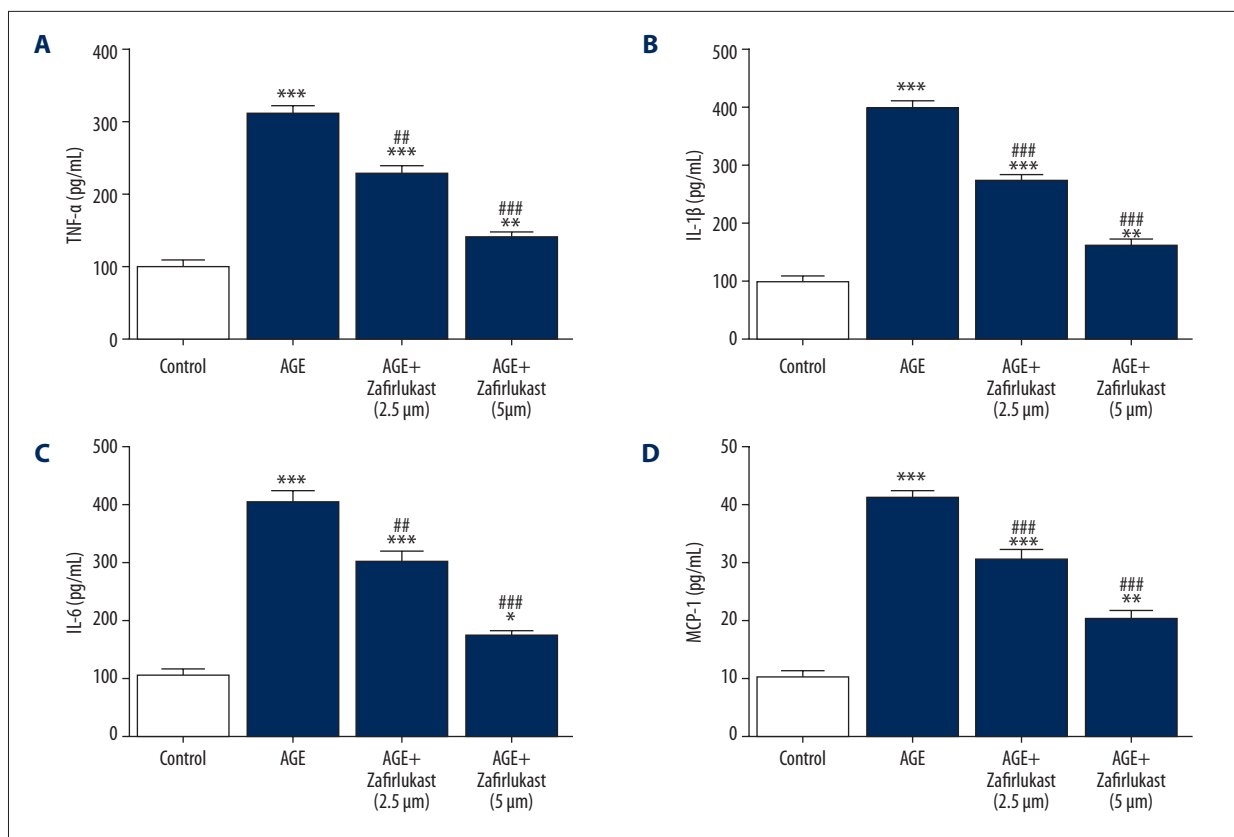 A
400
300
200
100
0
TNF-α (pg/mL)
***
##
***
###
**
Control
AGE
AGE+
Zafirlukast
(2.5 µm)
AGE+
Zafirlukast
(5µm)
B
500
400
300
200
100
0
IL-1β (pg/mL)
***
###
***
###
**
Control
AGE
AGE+
Zafirlukast
(2.5 µm)
AGE+
Zafirlukast
(5 µm)
C
500
400
300
200
100
0
IL-6 (pg/mL)
***
##
***
###
*
Control
AGE
AGE+
Zafirlukast
(2.5 µm)
AGE+
Zafirlukast
(5 µm)
D
50
40
30
20
10
0
MCP-1 (pg/mL)
***
###
***
###
**
Control
AGE
AGE+
Zafirlukast
(2.5 µm)
AGE+
Zafirlukast
(5 µm)